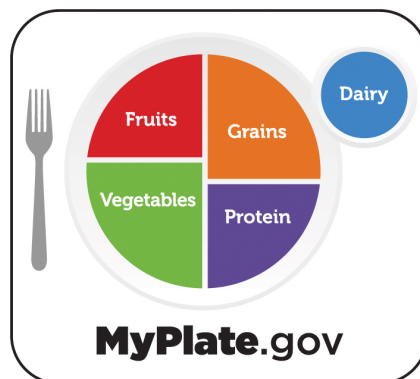 Dairy
Fruits
Grains
Vegetables
Protein
MyPlate.gov